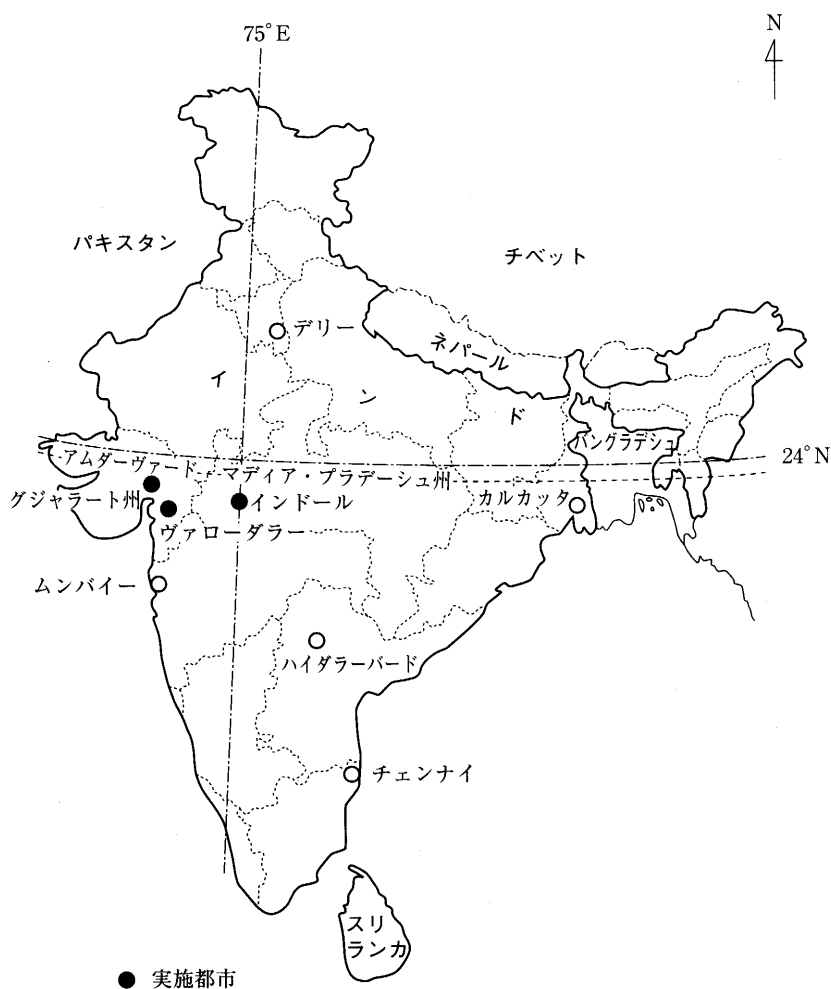 75°E
N
パキスタン
チベット
デリー
ネパール
イ
ン
ド
バングラデシュ
24°N
アムダーヴァード
マディア・プラデーシュ州
グジャラート州
インドール
カルカッタ
ヴァローダラー
ムンバイー
ハイダラーバード
チェンナイ
スリ
ランカ
● 実施都市